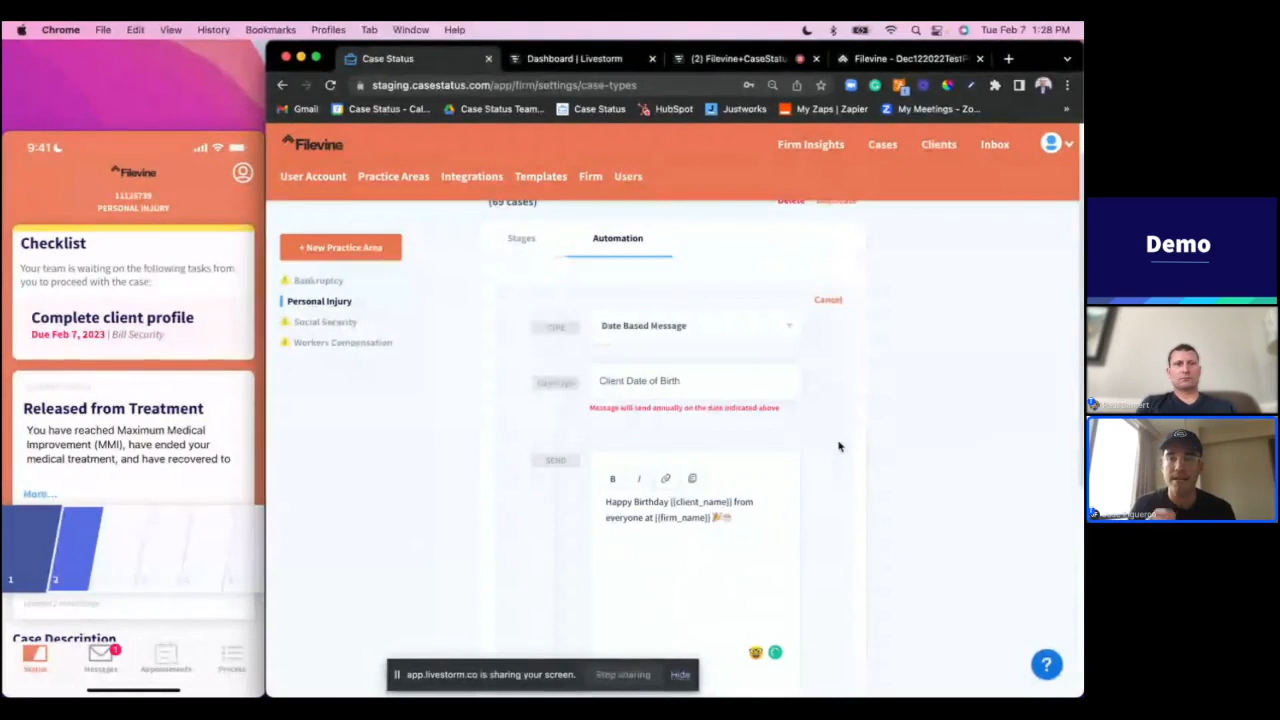 Chrome File Edit View History Bookmarks Profiles Tab Window Help
Tue Feb 7 1:28 PM
Case Status
Dashboard | Livestorm
(2) Filevine+CaseStatu
Filevine - Dec122022TestF
staging.casestatus.com/app/firm/settings/case-types
Gmail
Case Status - Cal...
Case Status Team...
Case Status
HubSpot
Justworks
My Zaps | Zapier
My Meetings - Zo...
Filevine
Firm Insights Cases Clients Inbox
User Account Practice Areas Integrations Templates Firm Users
(69 cases)
Delete
Stages Automation
+ New Practice Area
Bankruptcy
Personal Injury
Social Security
Workers Compensation
Cancel
TYPE
Date Based Message
Client Date of Birth
Message will send annually on the date indicated above
SEND
B I
Happy Birthday {{client_name}} from
everyone at {{firm_name}} 🎉🎂
app.livestorm.co is sharing your screen.
Stop sharing
Hide
?
9:41
Filevine
11126739
PERSONAL INJURY
Checklist
Your team is waiting on the following tasks from
you to proceed with the case:
Complete client profile
Due Feb 7, 2023 | Bill Security
Released from Treatment
You have reached Maximum Medical
Improvement (MMI), have ended your
medical treatment, and have recovered to
More...
1
2
Case Description
Status
Messages
1
Appointments
Process
Demo